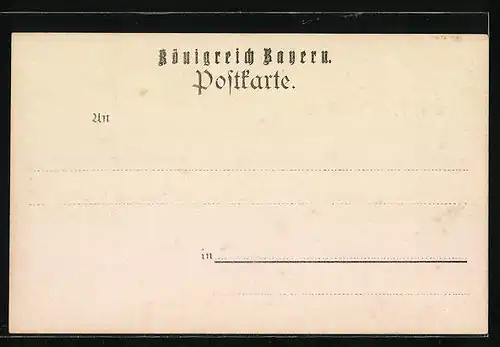 Königreich Bayern.
Postkarte.
An
in